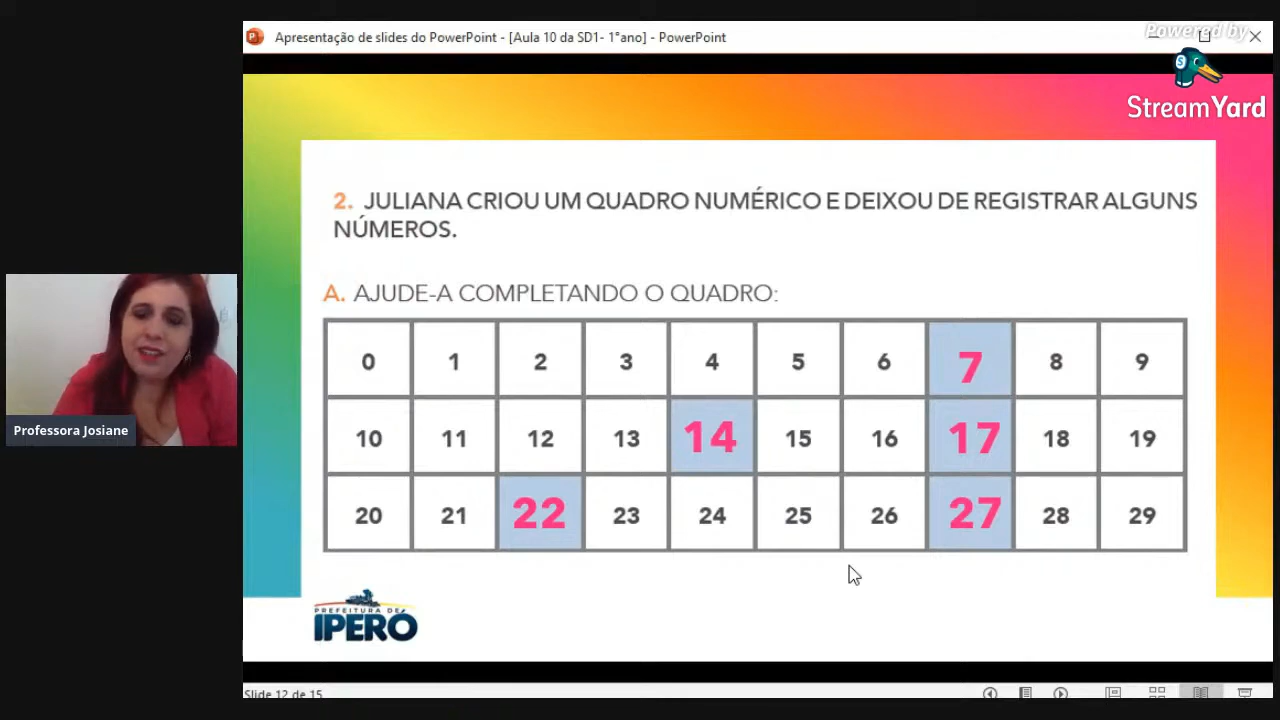 Apresentação de slides do PowerPoint - [Aula 10 da SD1- 1°ano] - PowerPoint
Powered by
StreamYard
2. JULIANA CRIOU UM QUADRO NUMÉRICO E DEIXOU DE REGISTRAR ALGUNS
NÚMEROS.
A. AJUDE-A COMPLETANDO O QUADRO:
0 1 2 3 4 5 6 7 8 9
10 11 12 13 14 15 16 17 18 19
20 21 22 23 24 25 26 27 28 29
Professora Josiane
PREFEITURA DE
IPERÓ
Slide 12 de 15